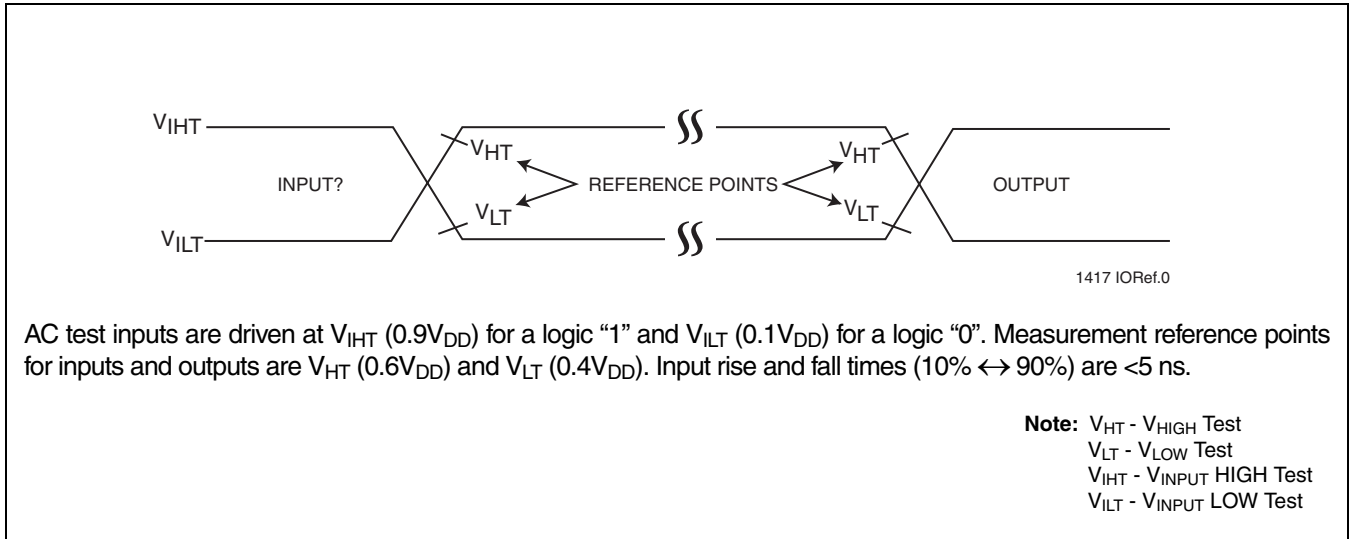 VIHT
VHT
VHT
INPUT?
REFERENCE POINTS
OUTPUT
VLT
VLT
VILT
1417 IORef.0
AC test inputs are driven at VIHT (0.9VDD) for a logic “1” and VILT (0.1VDD) for a logic “0”. Measurement reference points
for inputs and outputs are VHT (0.6VDD) and VLT (0.4VDD). Input rise and fall times (10% ↔ 90%) are <5 ns.
Note: VHT - VHIGH Test
VLT - VLOW Test
VIHT - VINPUT HIGH Test
VILT - VINPUT LOW Test